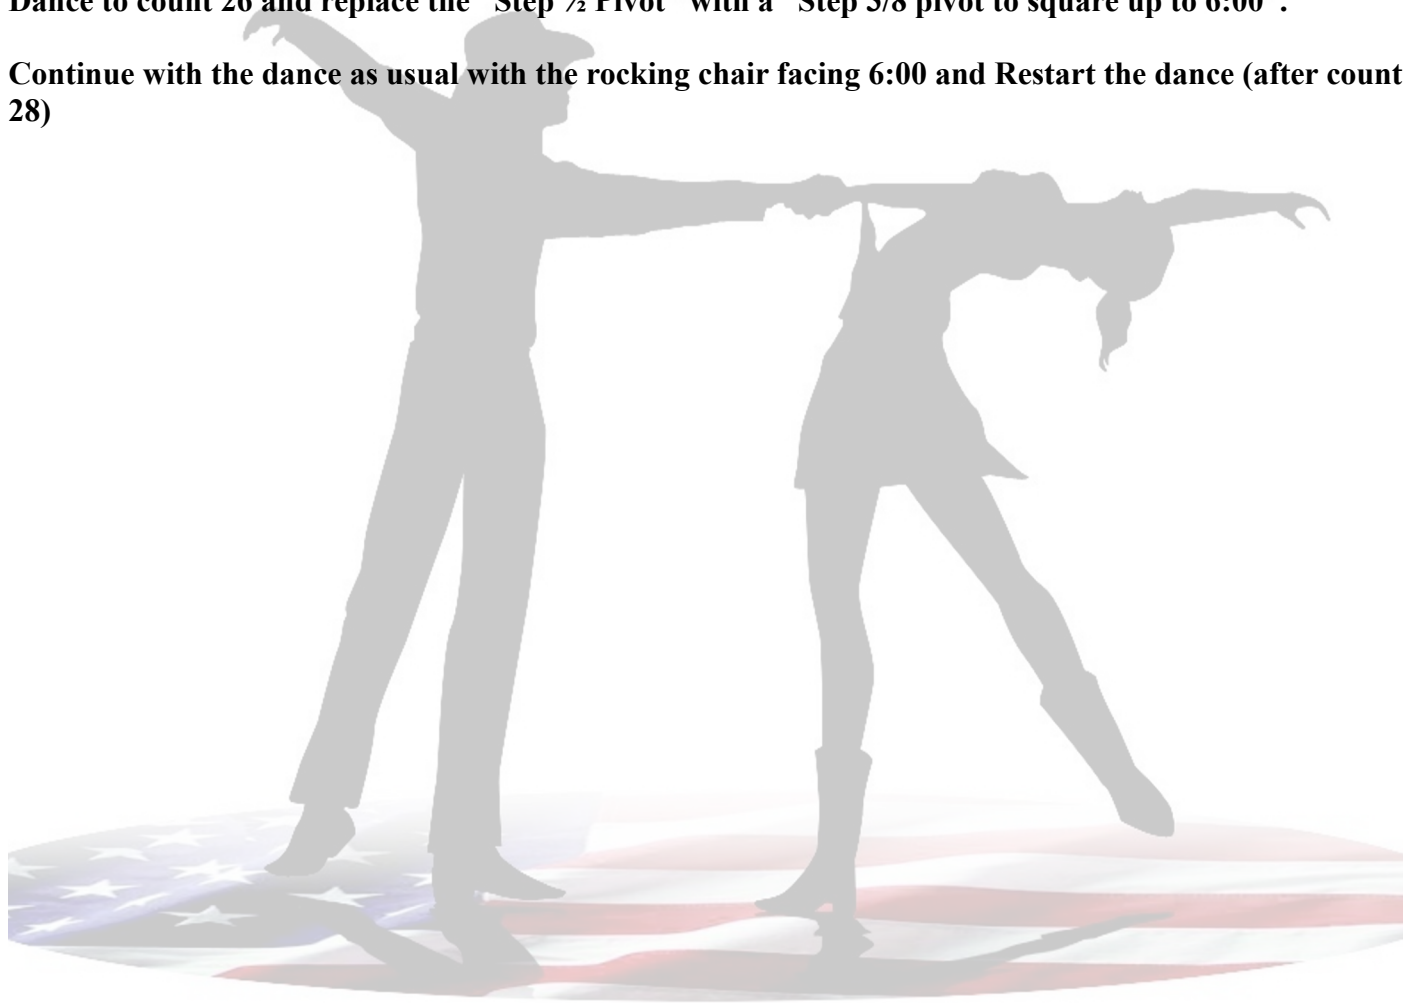 Dance to count 26 and replace the “Step ½ Pivot” with a “Step 5/8 pivot to square up to 6:00”.
Continue with the dance as usual with the rocking chair facing 6:00 and Restart the dance (after count
28)